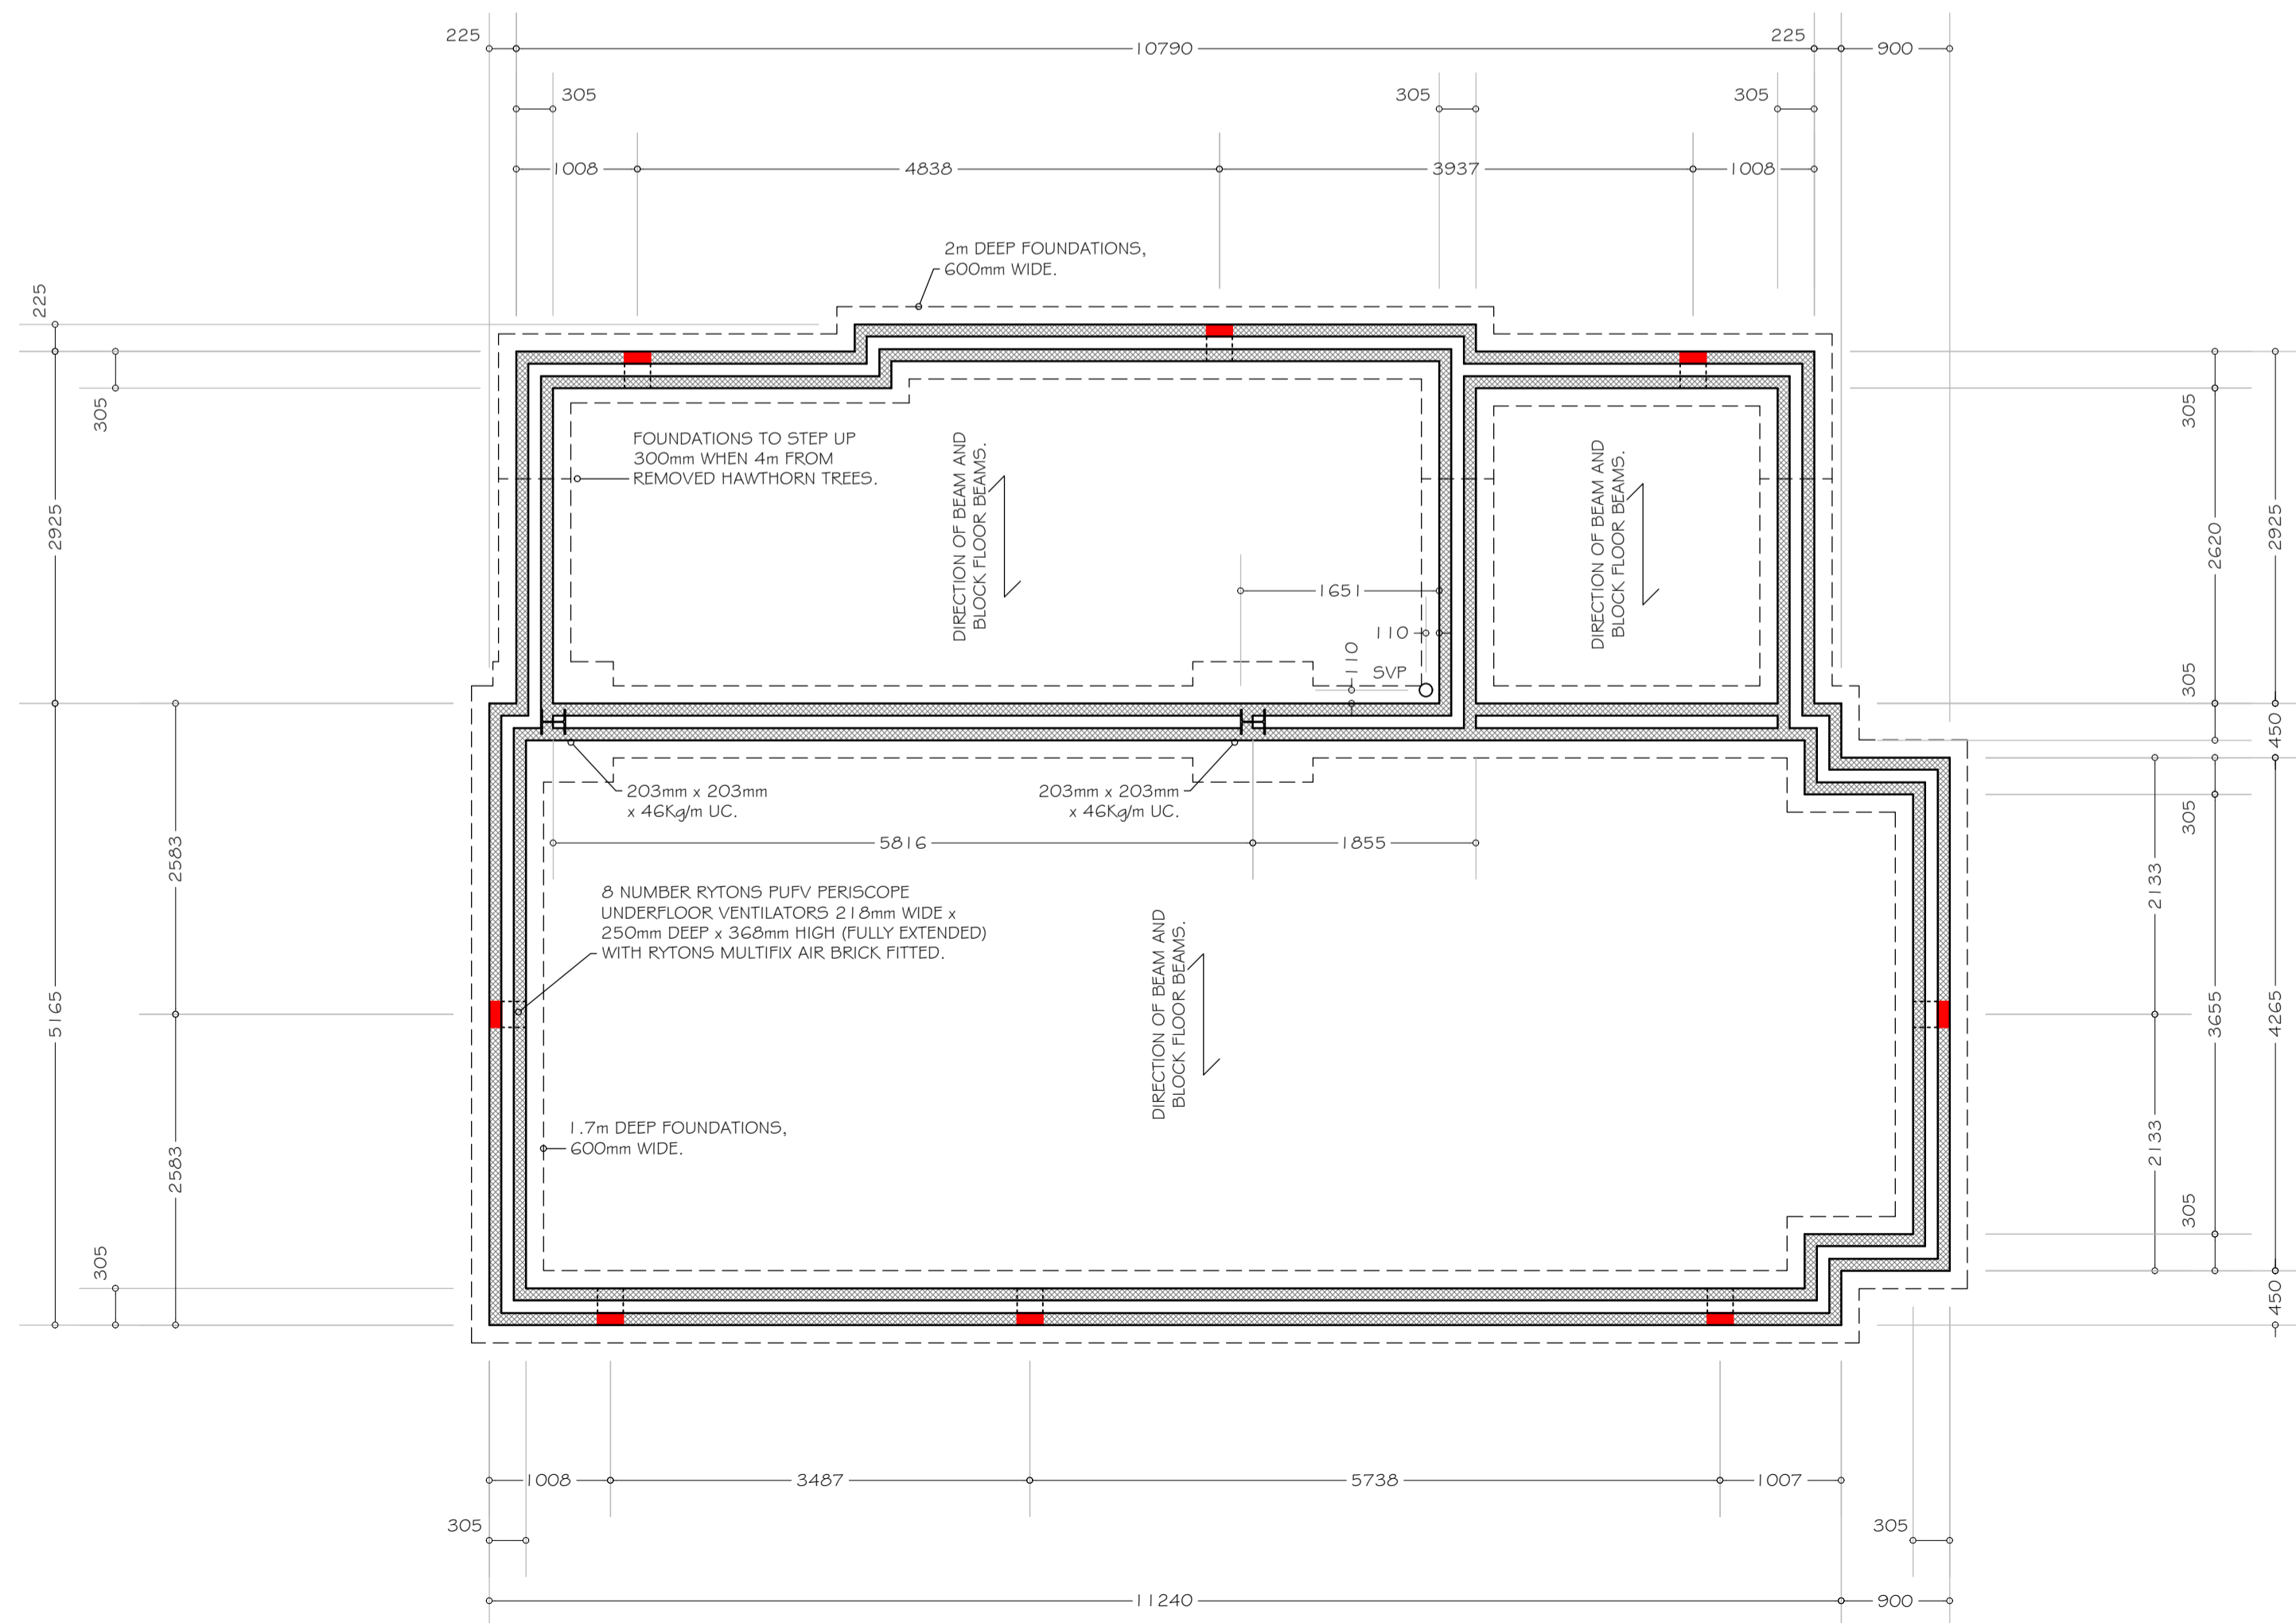 225
10790
225
900
305
305
305
1008
4838
3937
1008
2m DEEP FOUNDATIONS,
600mm WIDE.
225
305
2925
FOUNDATIONS TO STEP UP
300mm WHEN 4m FROM
REMOVED HAWTHORN TREES.
DIRECTION OF BEAM AND
BLOCK FLOOR BEAMS.
DIRECTION OF BEAM AND
BLOCK FLOOR BEAMS.
1651
110
110
SVP
305
2620
2925
305
450
203mm x 203mm
x 46Kg/m UC.
203mm x 203mm
x 46Kg/m UC.
5816
1855
305
2583
2133
8 NUMBER RYTONS PUFV PERISCOPE
UNDERFLOOR VENTILATORS 218mm WIDE x
250mm DEEP x 368mm HIGH (FULLY EXTENDED)
WITH RYTONS MULTIFIX AIR BRICK FITTED.
DIRECTION OF BEAM AND
BLOCK FLOOR BEAMS.
5165
3655
4265
1.7m DEEP FOUNDATIONS,
600mm WIDE.
2583
2133
305
305
450
1008
3487
5738
1007
305
305
11240
900